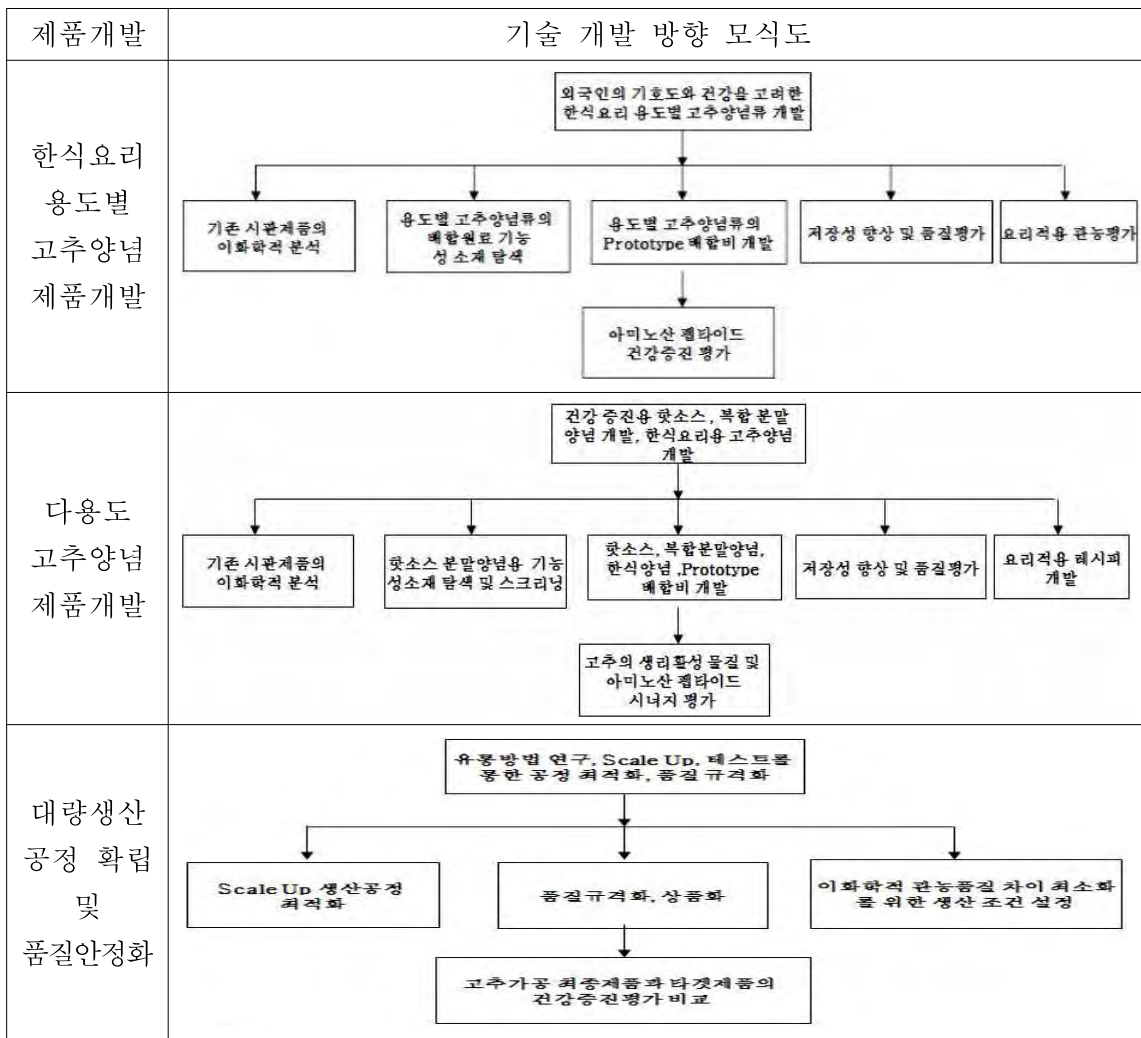 제품개발
기술 개발 방향 모식도
한식요리
용도별
고추양념
제품개발
외국인의 기호도와 건강을 고려한
한식요리 용도별 고추양념류 개발
기존 시판제품의
이화학적 분석
용도별 고추양념류의
배합원료 기능
성 소재 탐색
용도별 고추양념류의
Prototype 배합비 개발
저장성 향상 및 품질평가
요리적용 관능평가
아미노산 펩타이드
건강증진 평가
다용도
고추양념
제품개발
건강 증진용 핫소스, 복합 분말
양념 개발, 한식요리용 고추양념
개발
기존 시판제품의
이화학적 분석
핫소스 분말양념용 기능
성소재 탐색 및 스크리닝
핫소스, 복합분말양념,
한식양념 ,Prototype
배합비 개발
저장성 향상 및 품질평가
요리적용 레시피
개발
고추의 생리활성 물질 및
아미노산 펩타이드
시너지 평가
대량생산
공정 확립
및
품질안정화
유통방법 연구, Scale Up, 테스트를
통한 공정 최적화, 품질 규격화
Scale Up 생산공정
최적화
품질규격화, 상품화
이화학적 관능품질 차이 최소화
를 위한 생산 조건 설정
고추가공 최종제품과 타겟제품의
건강증진평가 비교